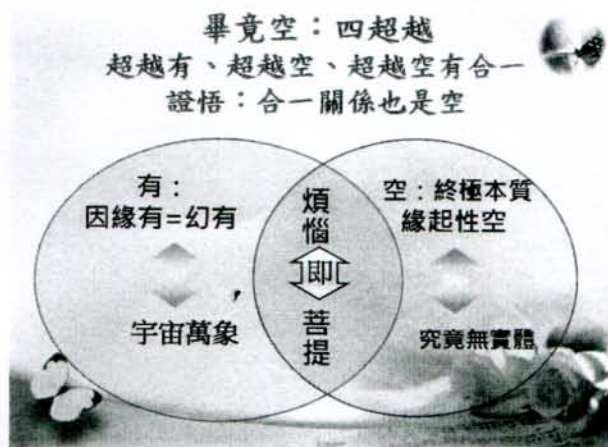 畢竟空：四超越
超越有、超越空、超越空有合一
證悟：合一關係也是空
有：
因緣有=幻有
宇宙萬象
煩惱
即
菩提
空：終極本質
緣起性空
究竟無實體